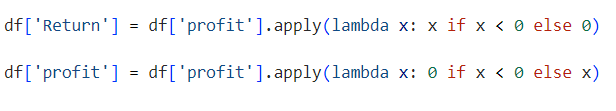 df['Return'] = df['profit'].apply(lambda x: x if x < 0 else 0)
df['profit'] = df['profit'].apply(lambda x: 0 if x < 0 else x)